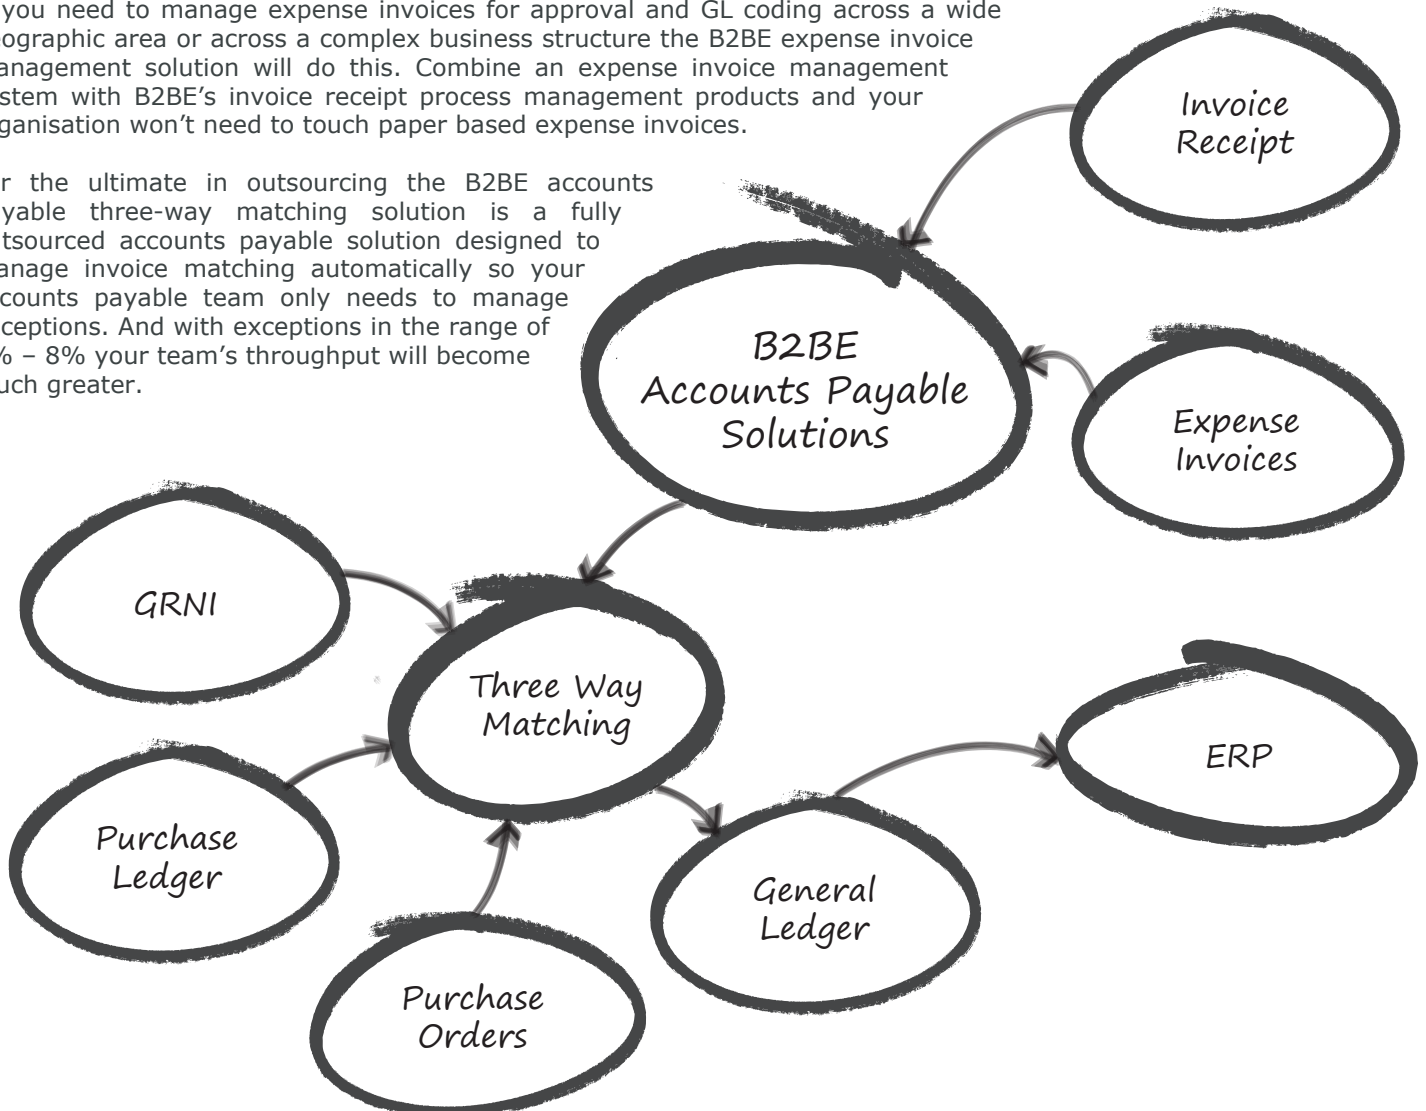 you need to manage expense invoices for approval and GL coding across a wide
ographic area or across a complex business structure the B2BE expense invoice
anagement solution will do this. Combine an expense invoice management
stem with B2BE’s invoice receipt process management products and your
ganisation won’t need to touch paper based expense invoices.
r the ultimate in outsourcing the B2BE accounts
yable three-way matching solution is a fully
tsourced accounts payable solution designed to
anage invoice matching automatically so your
counts payable team only needs to manage
ceptions. And with exceptions in the range of
% – 8% your team’s throughput will become
uch greater.
Invoice
Receipt
B2BE
Accounts Payable
Solutions
Expense
Invoices
GRNI
Three Way
Matching
ERP
Purchase
Ledger
General
Ledger
Purchase
Orders